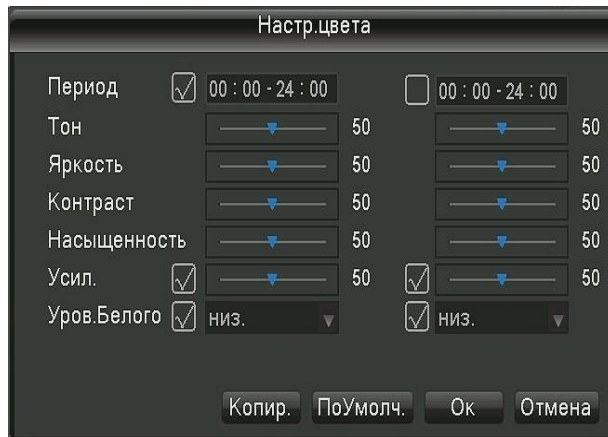 Настр.цвета
Период 00 : 00 - 24 : 00 00 : 00 - 24 : 00
Тон 50 50
Яркость 50 50
Контраст 50 50
Насыщенность 50 50
Усил. 50 50
Уров.Белого низ. низ.
Копир. ПоУмолч. Ок Отмена